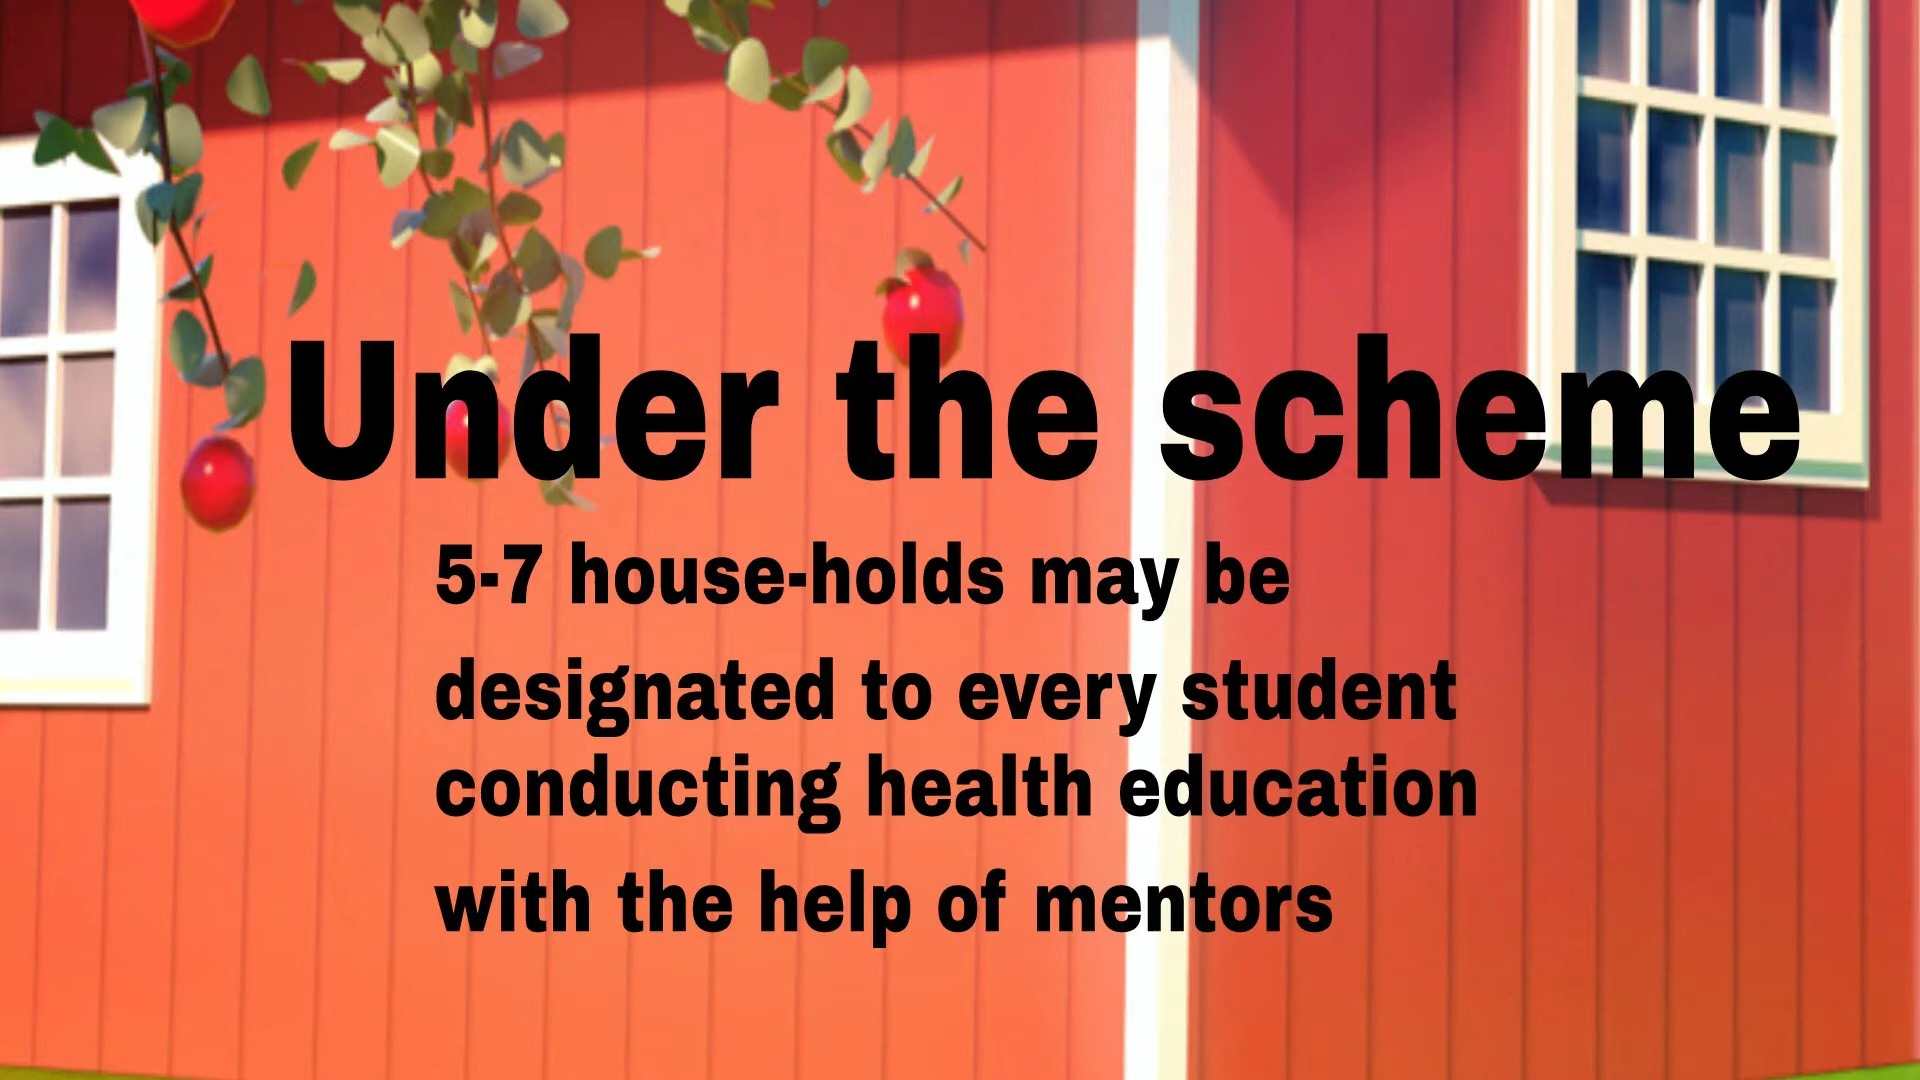 Under the scheme
5-7 house-holds may be
designated to every student
conducting health education
with the help of mentors